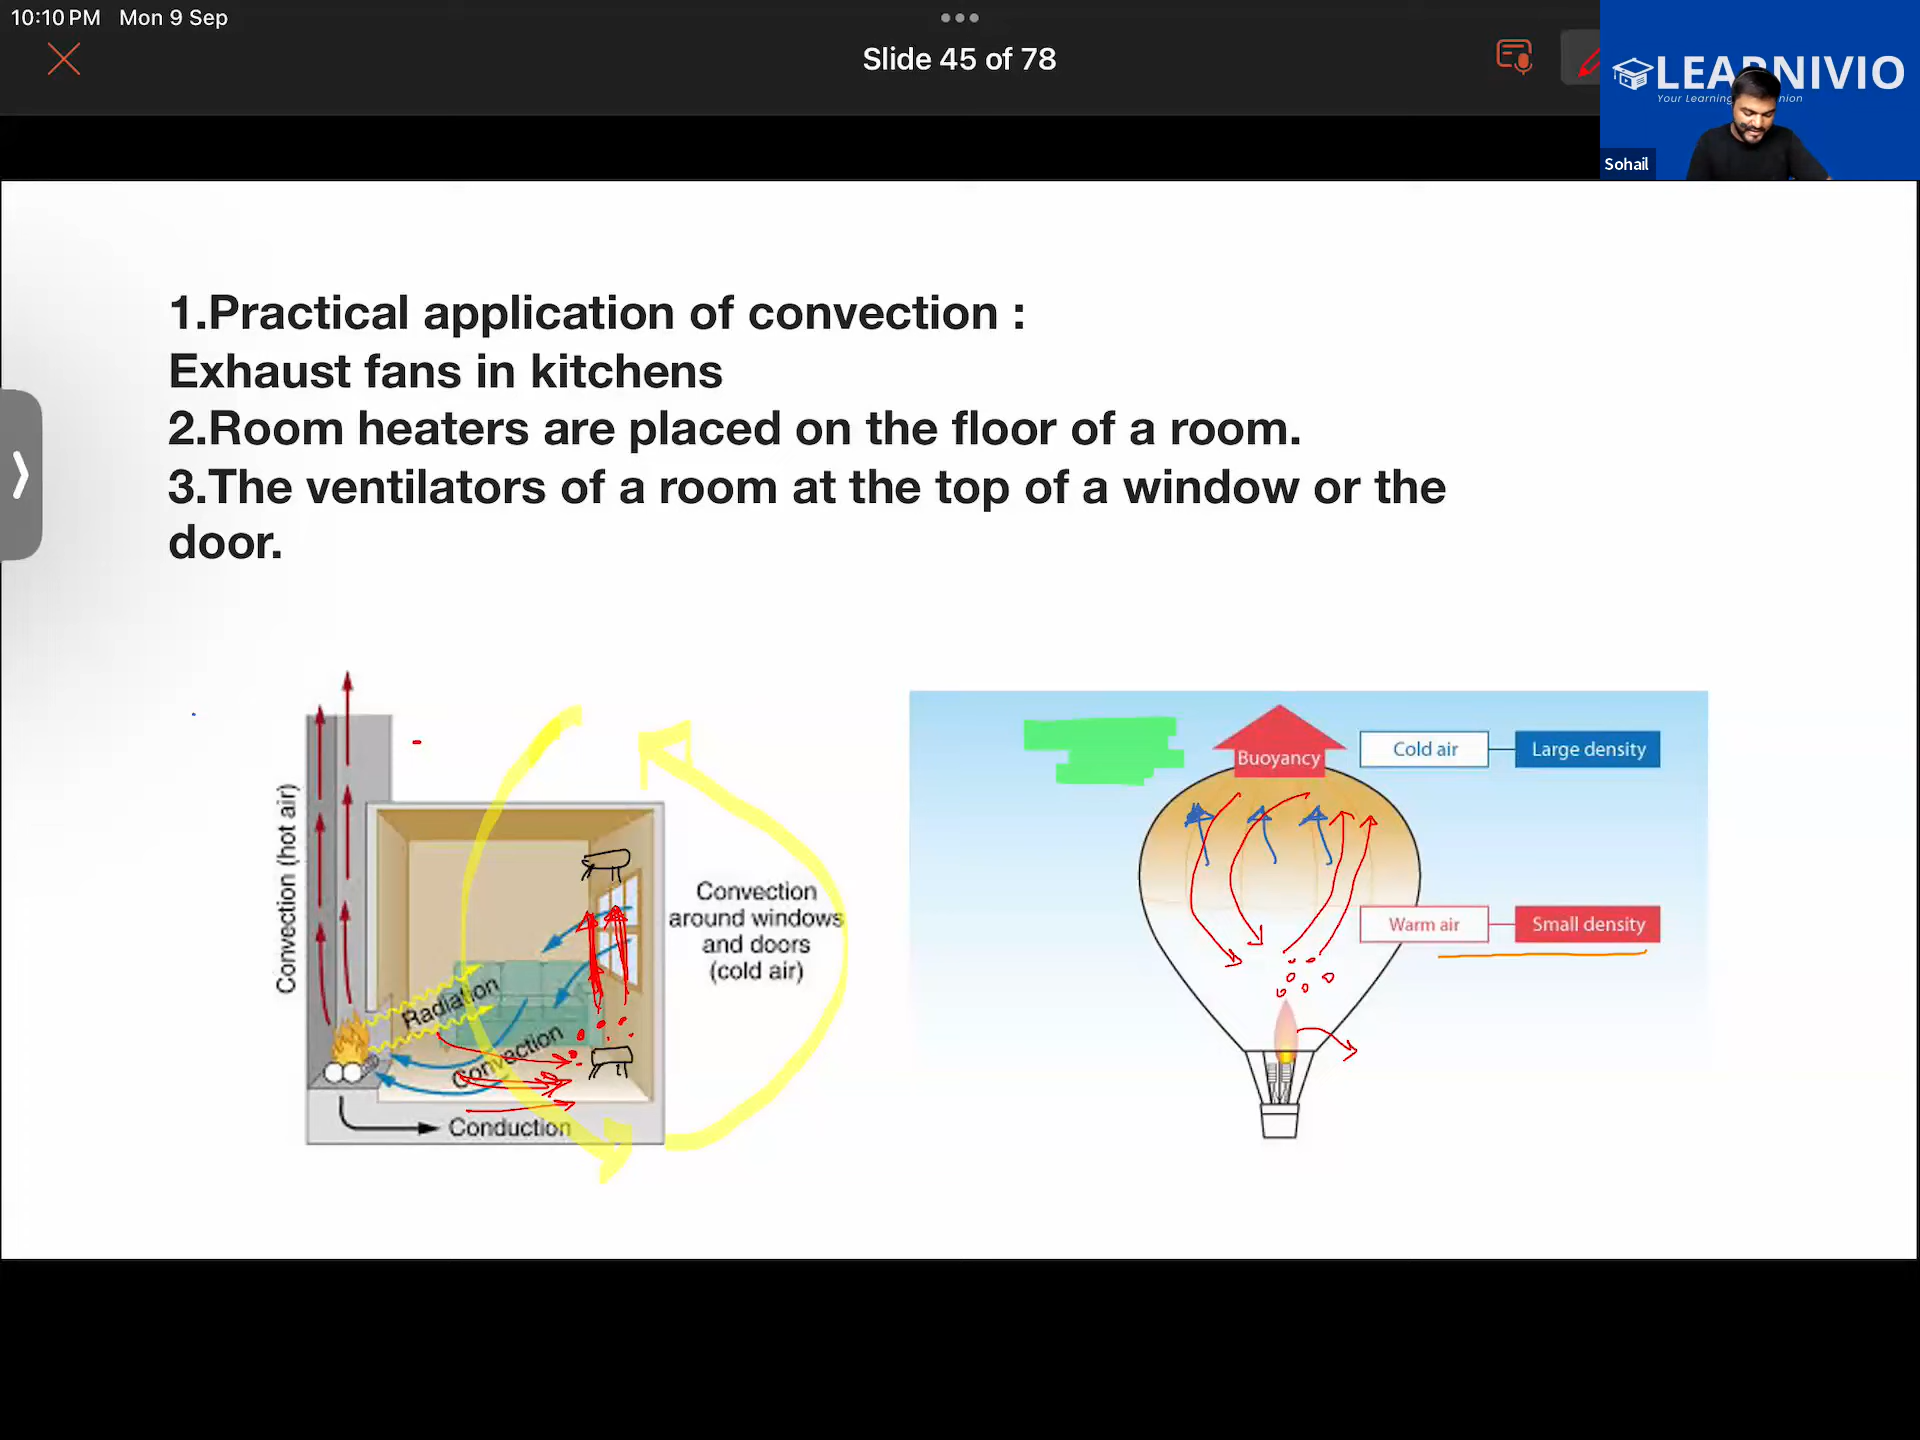 10:10 PM Mon 9 Sep
Slide 45 of 78
LEARNIVIO
Your Learning
Sohail
1.Practical application of convection :
Exhaust fans in kitchens
2.Room heaters are placed on the floor of a room.
3.The ventilators of a room at the top of a window or the
door.
Convection (hot air)
Radiation
Convection
Conduction
Convection
around windows
and doors
(cold air)
Buoyancy
Cold air
Large density
Warm air
Small density